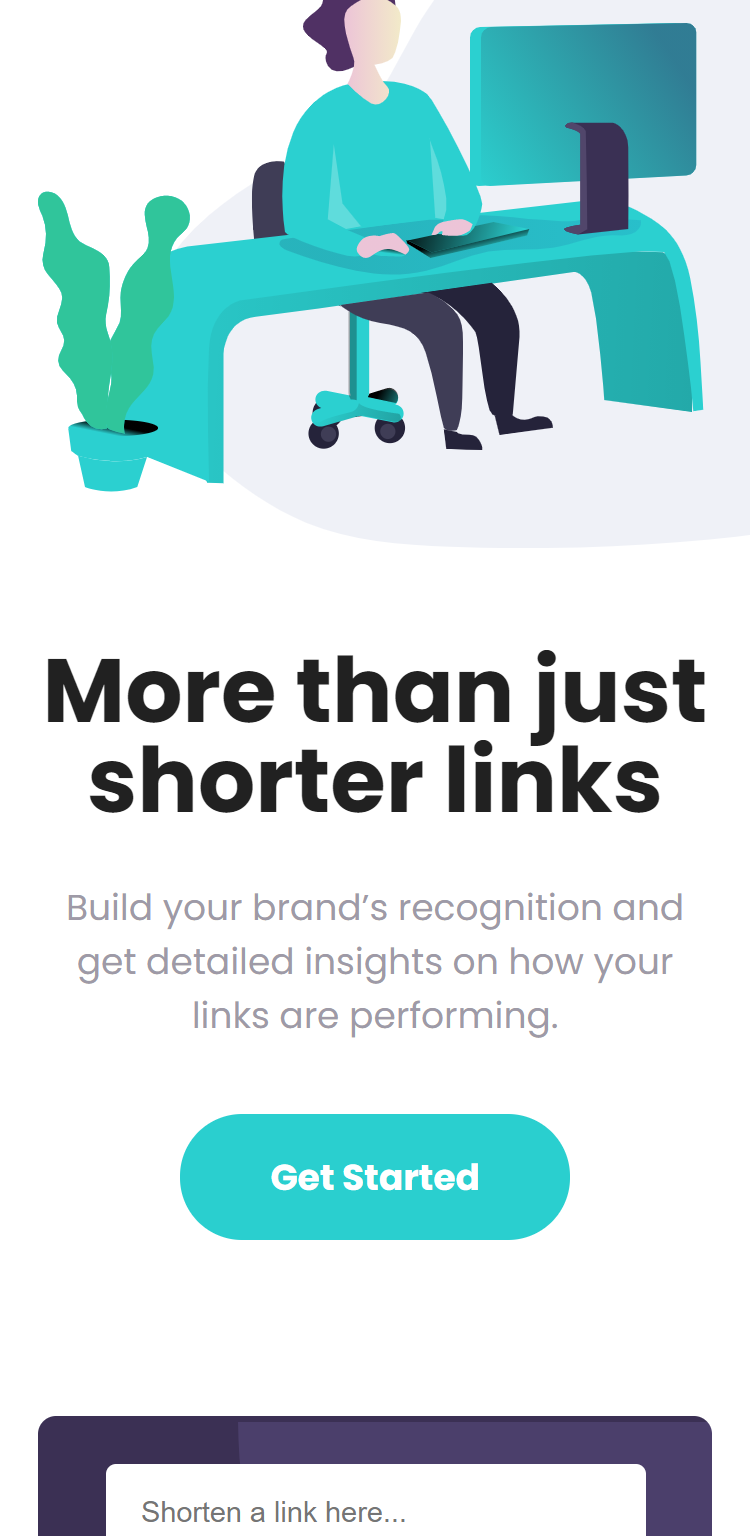 More than just
shorter links
Build your brand’s recognition and
get detailed insights on how your
links are performing.
Get Started
Shorten a link here...